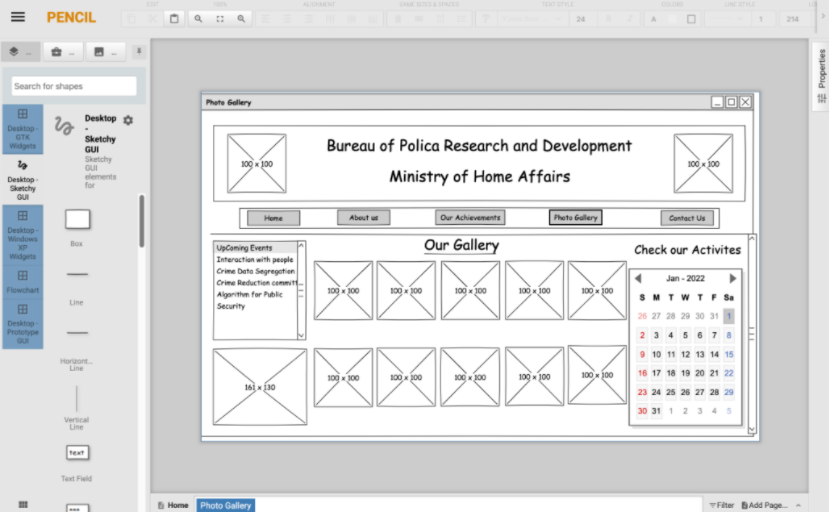 EDIT 100% ALIGNMENT SAME SIZES & SPACES TEXT STYLE COLORS LINE STYLE
PENCIL
24 B I A 1 214
Properties
Search for shapes
Desktop - GTK Widgets
Desktop - Sketchy GUI
Desktop - Windows XP Widgets
Flowchart
Desktop - Prototype GUI
Desktop
-
Sketchy
GUI
Sketchy
GUI
elements
for
Box
Line
Horizont...
Line
Vertical
Line
text
Text Field
Photo Gallery
100 x 100
Bureau of Polica Research and Development
Ministry of Home Affairs
100 x 100
Home About us Our Achievements Photo Gallery Contact Us
UpComing Events
Interaction with people
Crime Data Segregation
Crime Reduction committ
Algorithm for Public
Security
Our Gallery
100 x 100 100 x 100 100 x 100 100 x 100 100 x 100
161 x 130
100 x 100 100 x 100 100 x 100 100 x 100 100 x 100
Check our Activites
Jan - 2022
S M T W T F Sa
26 27 28 29 30 31 1
2 3 4 5 6 7 8
9 10 11 12 13 14 15
16 17 18 19 20 21 22
23 24 25 26 27 28 29
30 31 1 2 3 4 5
Home Photo Gallery
Filter Add Page...